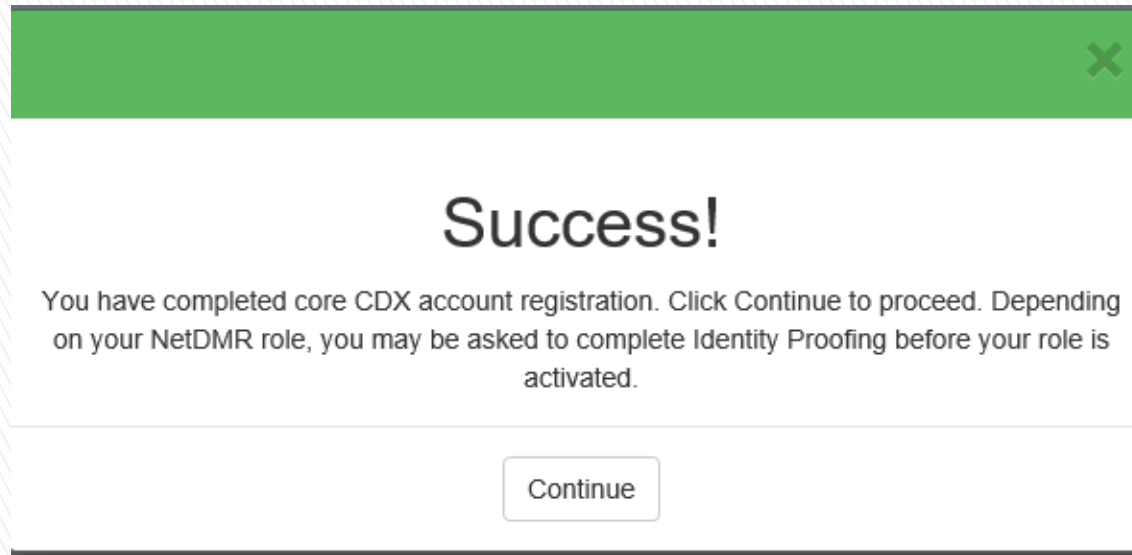 Success!
You have completed core CDX account registration. Click Continue to proceed. Depending
on your NetDMR role, you may be asked to complete Identity Proofing before your role is
activated.
Continue